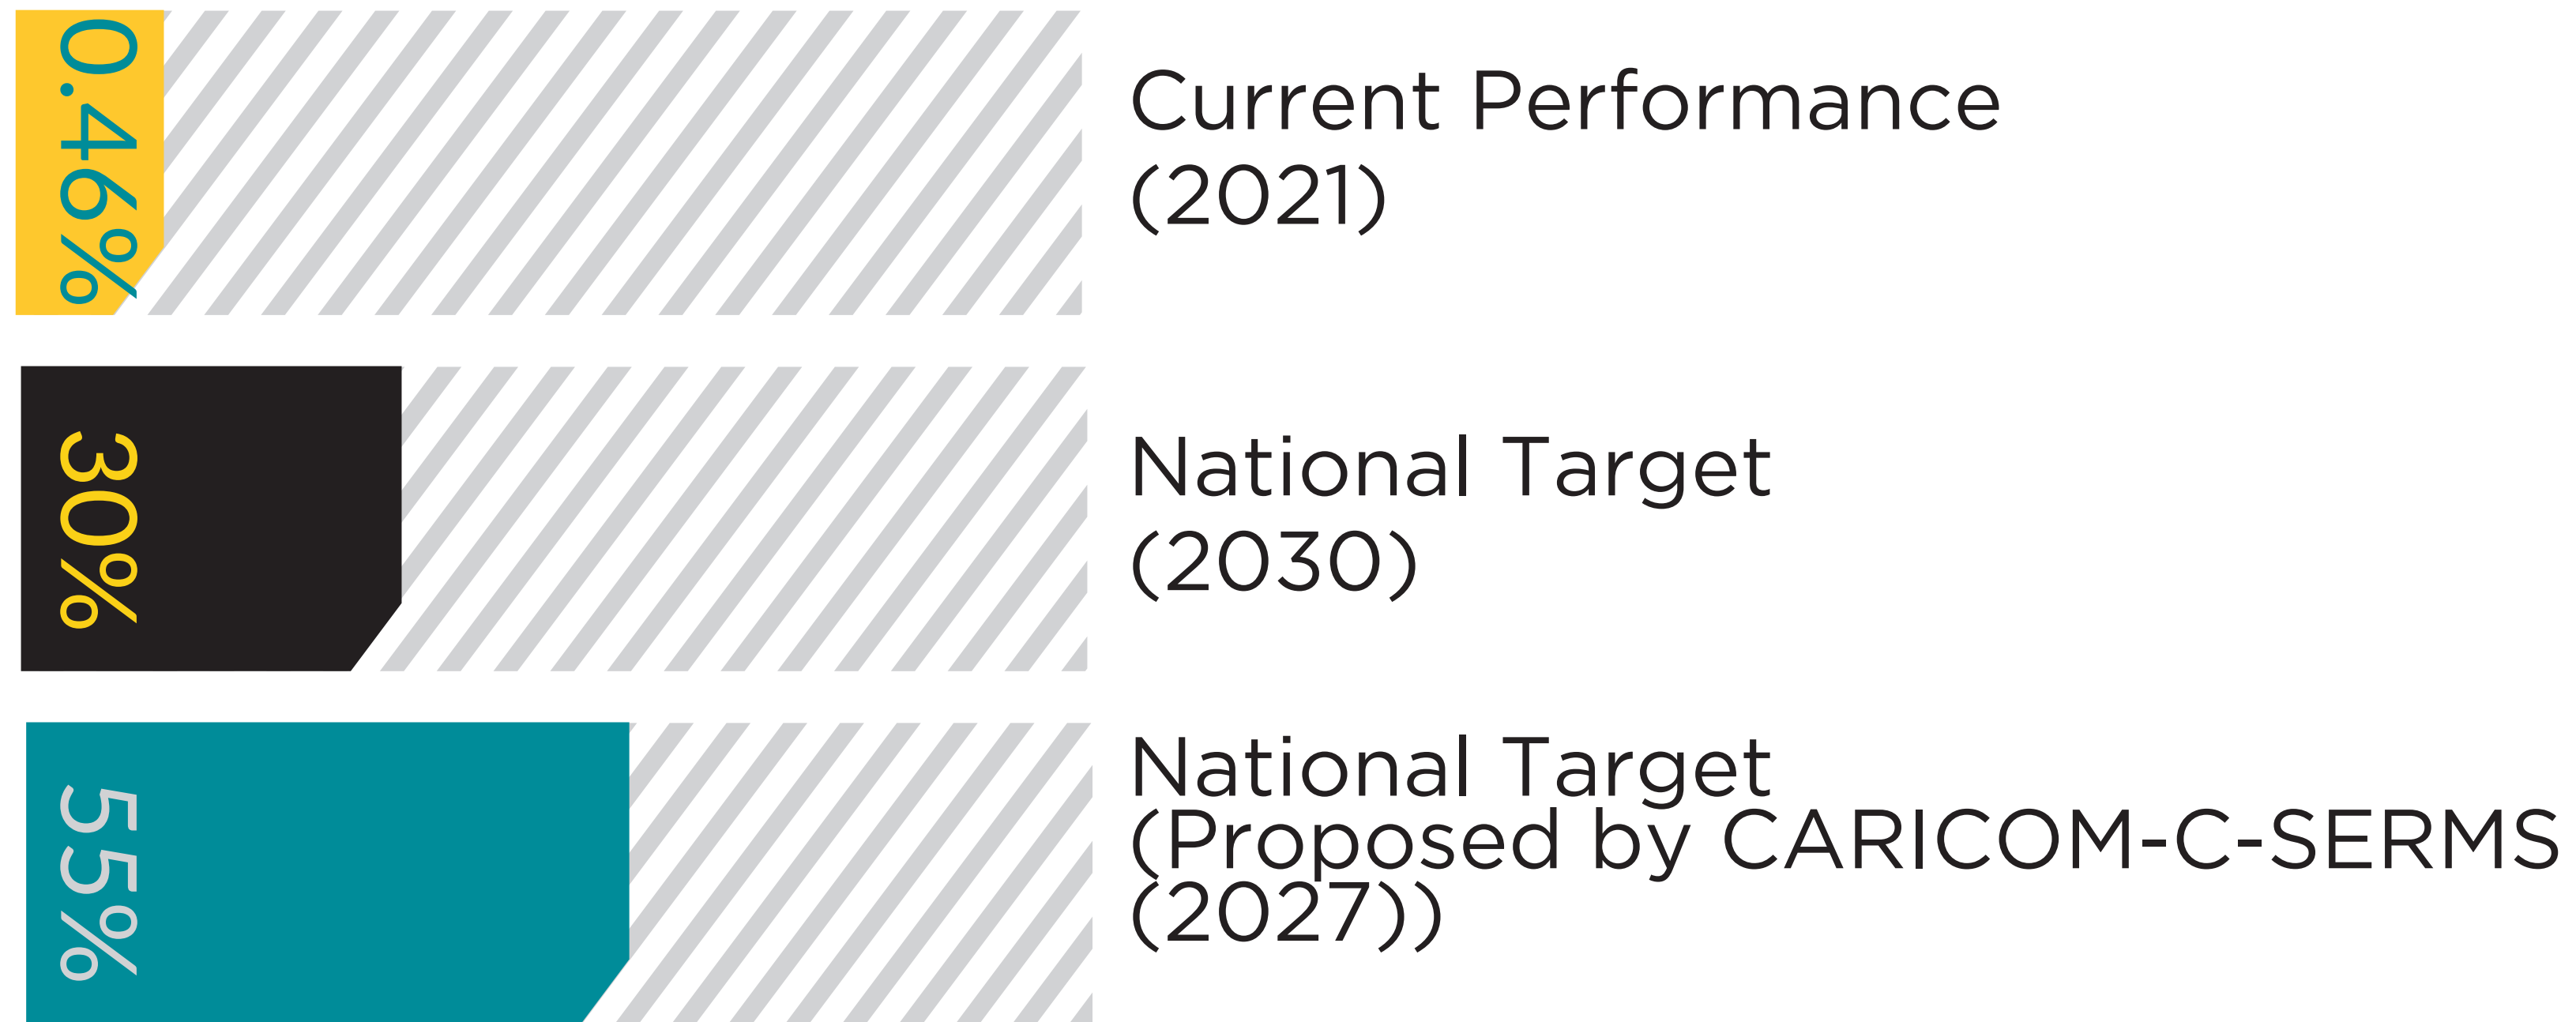 0.46%
Current Performance
(2021)
30%
National Target
(2030)
55%
National Target
(Proposed by CARICOM-C-SERMS
(2027))